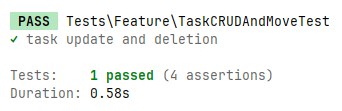 PASS Tests\Feature\TaskCRUDAndMoveTest
✓ task update and deletion
Tests: 1 passed (4 assertions)
Duration: 0.58s